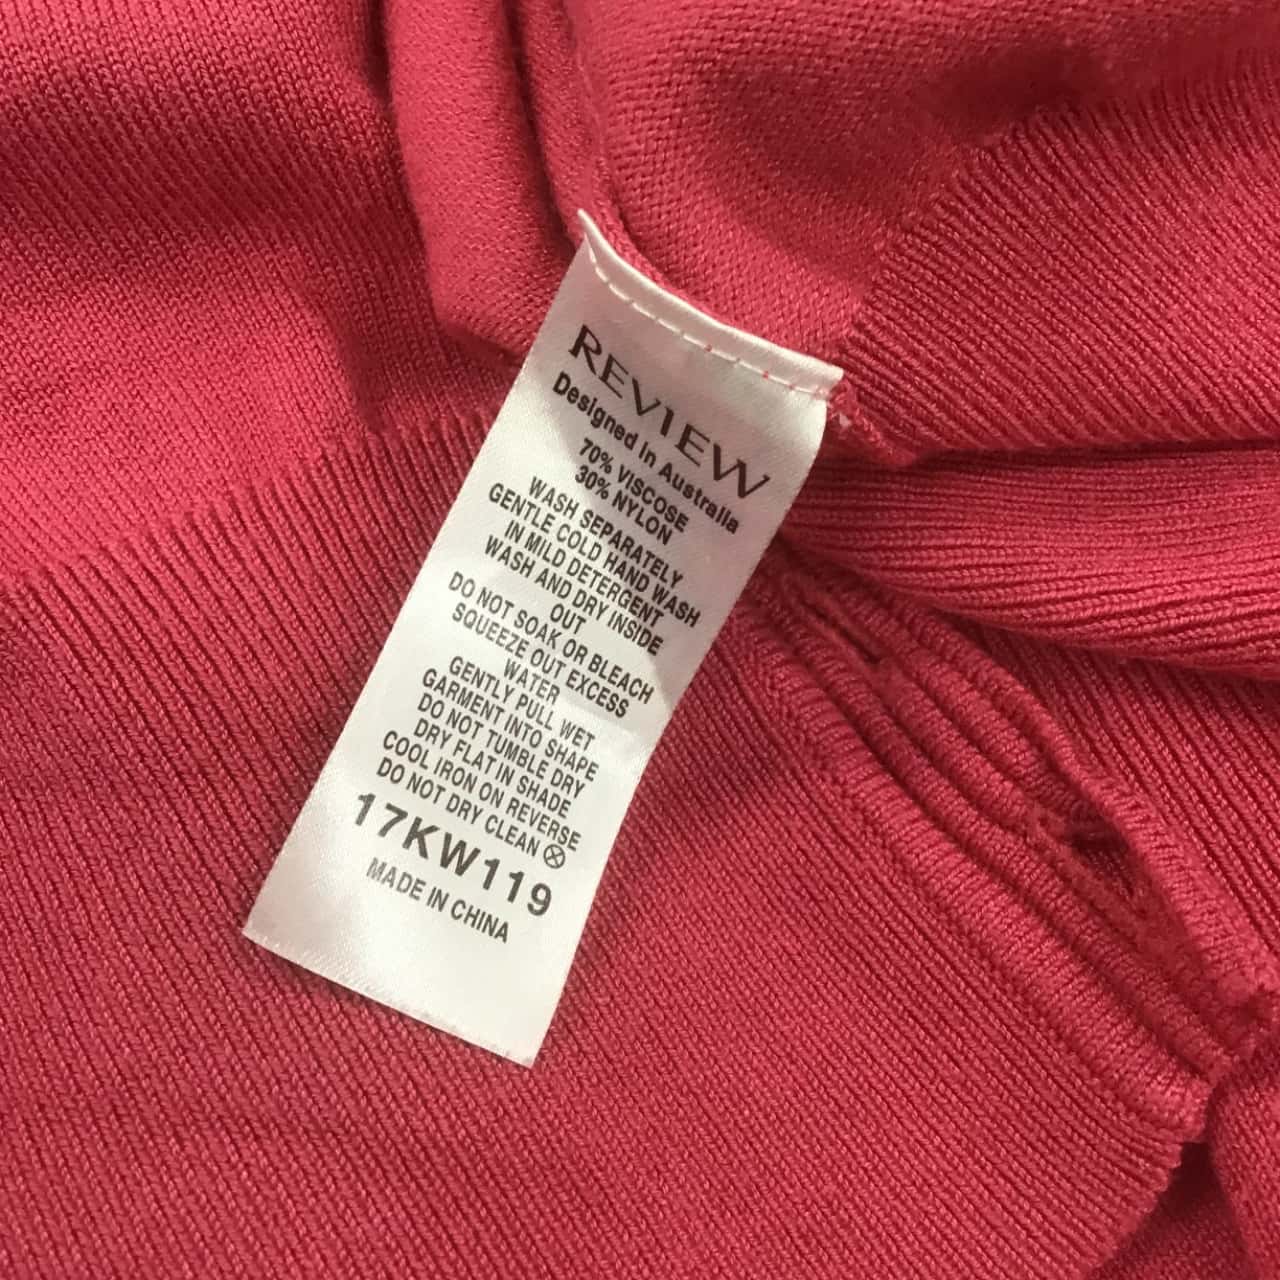 REVIEW
Designed in Australia
70% VISCOSE
30% NYLON
WASH SEPARATELY
GENTLE COLD HAND WASH
IN MILD DETERGENT
WASH AND DRY INSIDE
OUT
DO NOT SOAK OR BLEACH
SQUEEZE OUT EXCESS
WATER
GENTLY PULL WET
GARMENT INTO SHAPE
DO NOT TUMBLE DRY
DRY FLAT IN SHADE
COOL IRON ON REVERSE
DO NOT DRY CLEAN
17KW119
MADE IN CHINA